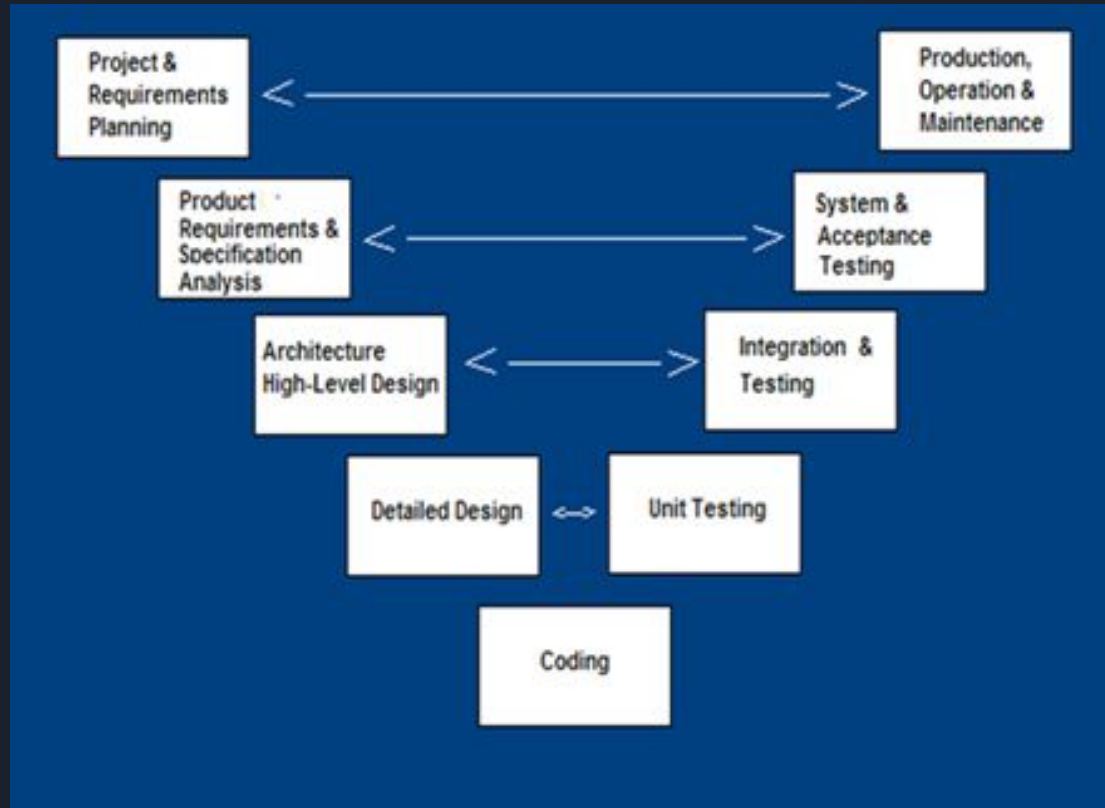 Project &
Requirements
Planning
Production,
Operation &
Maintenance
Product
Requirements &
Specification
Analysis
System &
Acceptance
Testing
Architecture
High-Level Design
Integration &
Testing
Detailed Design
Unit Testing
Coding